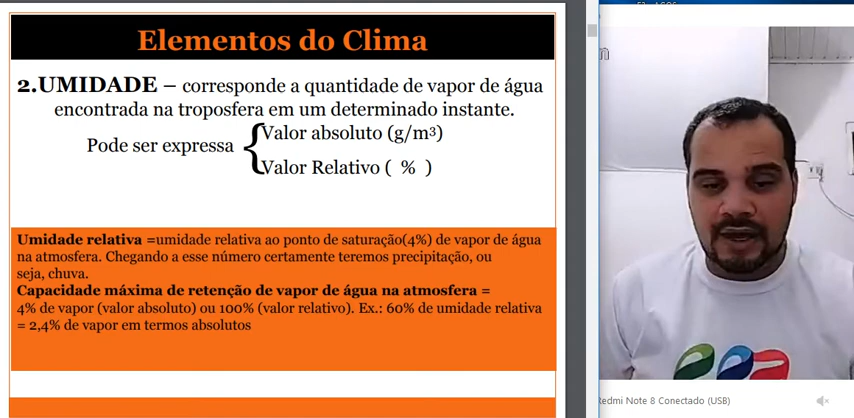 Elementos do Clima
2.UMIDADE – corresponde a quantidade de vapor de água
encontrada na troposfera em um determinado instante.
Pode ser expressa
Valor absoluto (g/m³)
Valor Relativo ( % )
Umidade relativa =umidade relativa ao ponto de saturação(4%) de vapor de água
na atmosfera. Chegando a esse número certamente teremos precipitação, ou
seja, chuva.
Capacidade máxima de retenção de vapor de água na atmosfera =
4% de vapor (valor absoluto) ou 100% (valor relativo). Ex.: 60% de umidade relativa
= 2,4% de vapor em termos absolutos
Redmi Note 8 Conectado (USB)